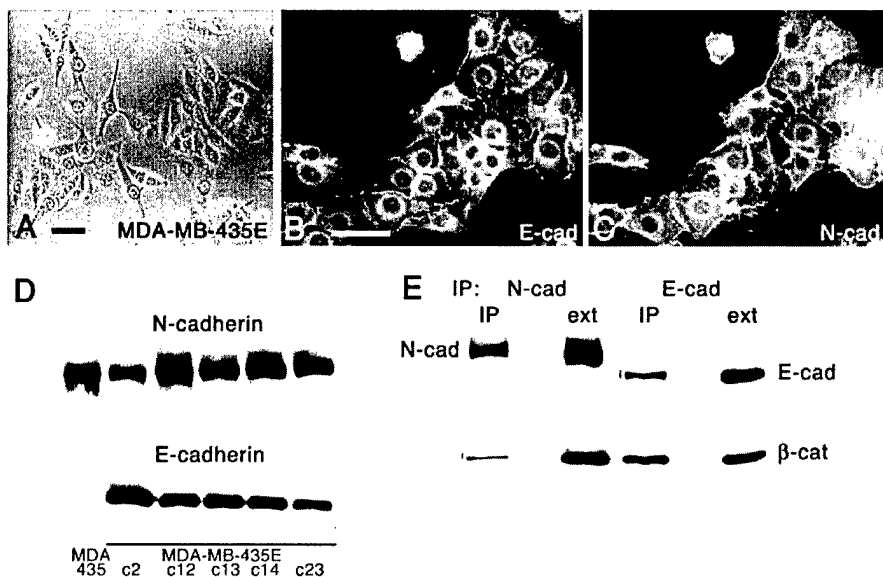 A MDA-MB-435E
B E-cad
C N-cad
D
N-cadherin
E-cadherin
MDA
435
MDA-MB-435E
c2 c12 c13 c14 c23
E IP: N-cad E-cad
IP ext IP ext
N-cad
E-cad
β-cat